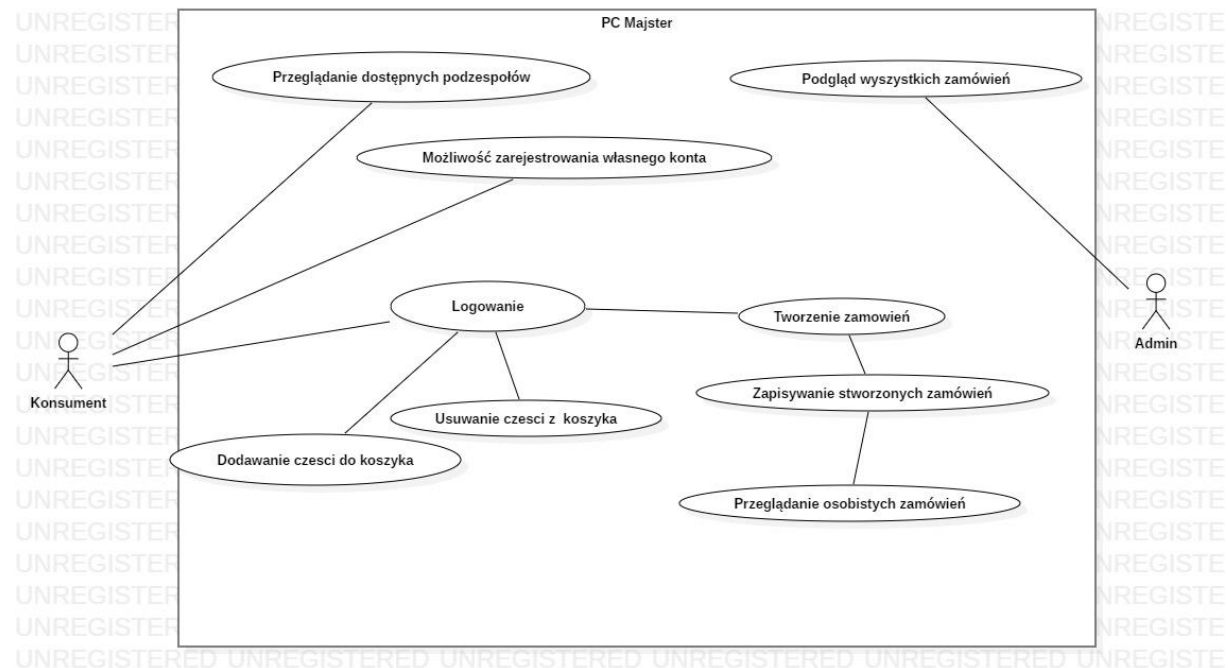 PC Majster
Przeglądanie dostępnych podzespołów
Podgląd wyszystkich zamówień
Możliwość zarejestrowania własnego konta
Logowanie
Tworzenie zamowień
Admin
Konsument
Zapisywanie stworzonych zamówień
Usuwanie czesci z koszyka
Dodawanie czesci do koszyka
Przeglądanie osobistych zamówień
UNREGISTERED UNREGISTERED UNREGISTERED UNREGISTERED UNREGISTERED UNREGISTE